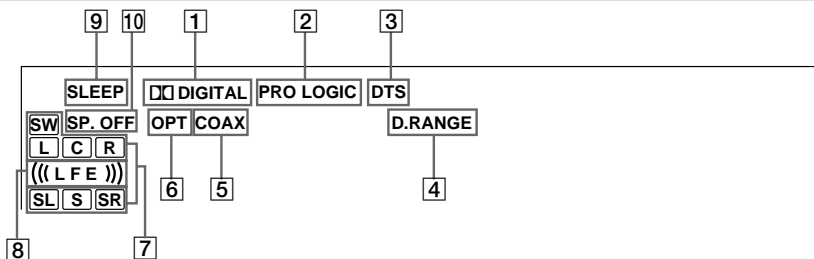 9 10 1 2 3
SLEEP DIGITAL PRO LOGIC DTS
SW SP. OFF OPT COAX D.RANGE
L C R
((( L F E )))
SL S SR
6 5 4
8 7